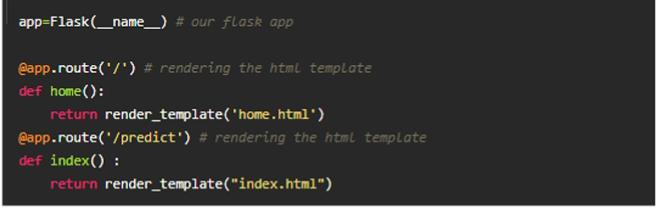 app=Flask(__name__) # our flask app
@app.route('/') # rendering the html template
def home():
return render_template('home.html')
@app.route('/predict') # rendering the html template
def index() :
return render_template("index.html")